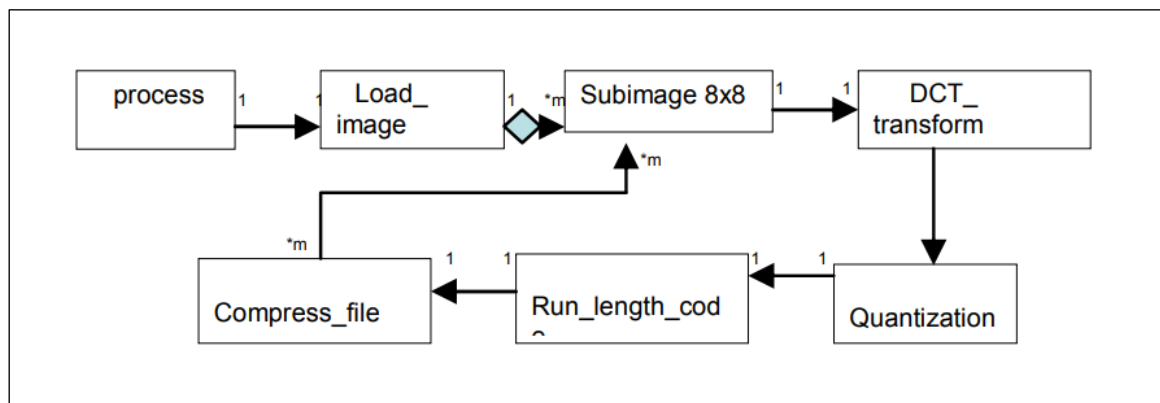 process
1
1
Load_
image
1
*m
Subimage 8x8
1
1
DCT_
transform
*m
*m
Compress_file
1
1
Run_length_cod
1
1
Quantization